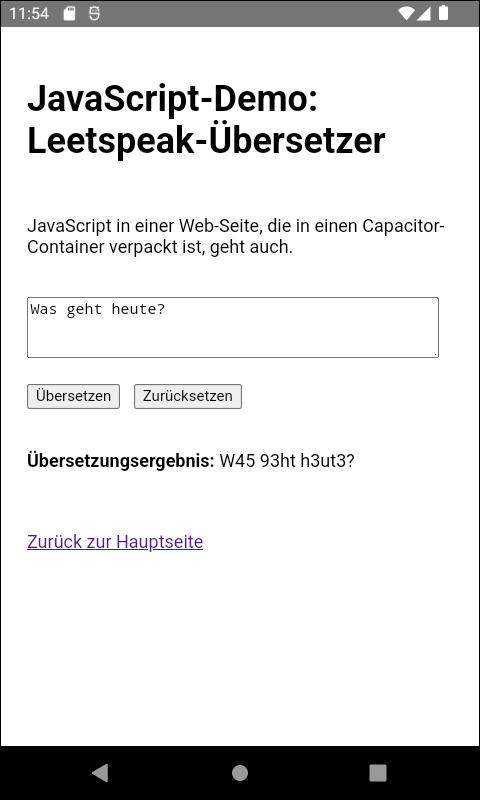 11:54
JavaScript-Demo:
Leetspeak-Übersetzer
JavaScript in einer Web-Seite, die in einen Capacitor-
Container verpackt ist, geht auch.
Was geht heute?
Übersetzen Zurücksetzen
Übersetzungsergebnis: W45 93ht h3ut3?
Zurück zur Hauptseite